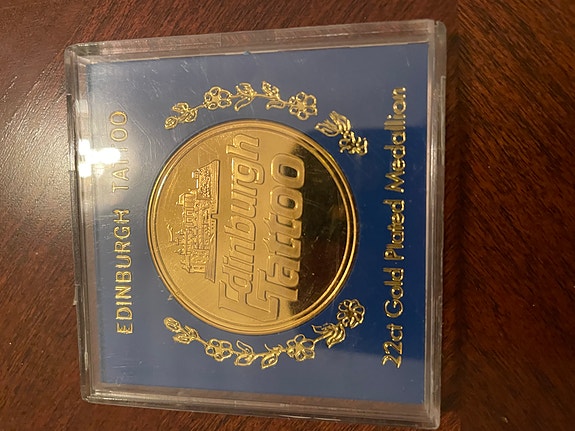 EDINBURGH TATTOO
Edinburgh
Tattoo
22ct Gold Plated Medallion